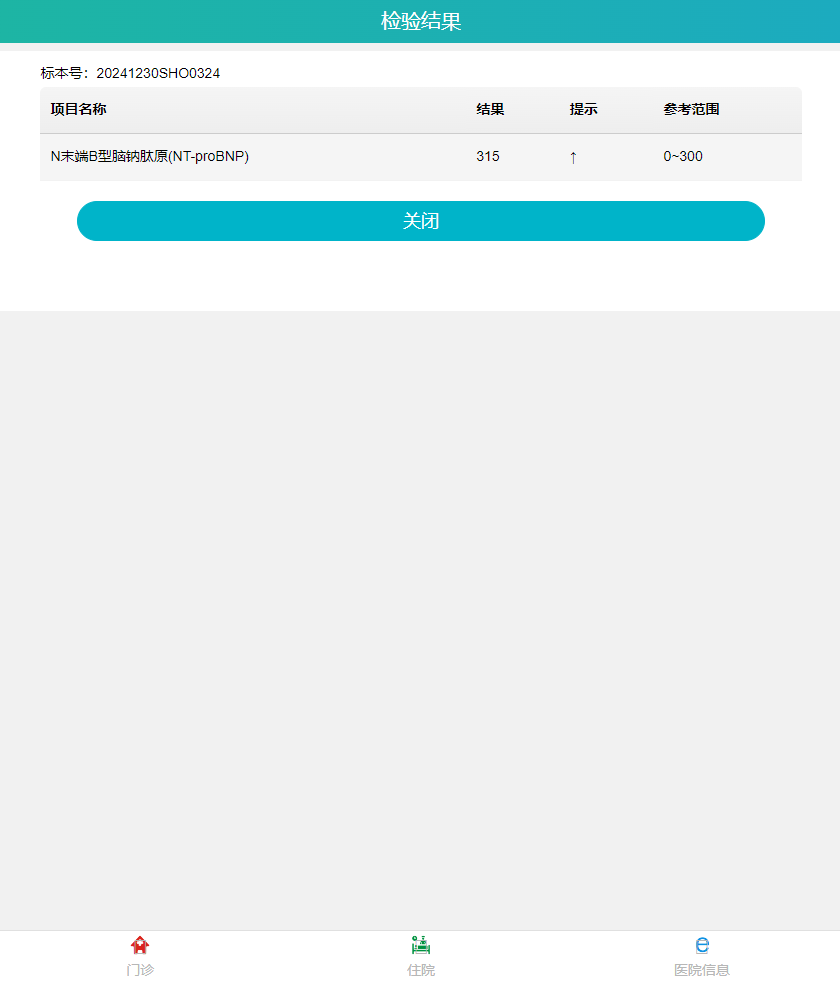 检验结果
标本号：20241230SHO0324
项目名称 结果 提示 参考范围
N末端B型脑钠肽原(NT-proBNP) 315 ↑ 0~300
关闭
门诊 住院 医院信息